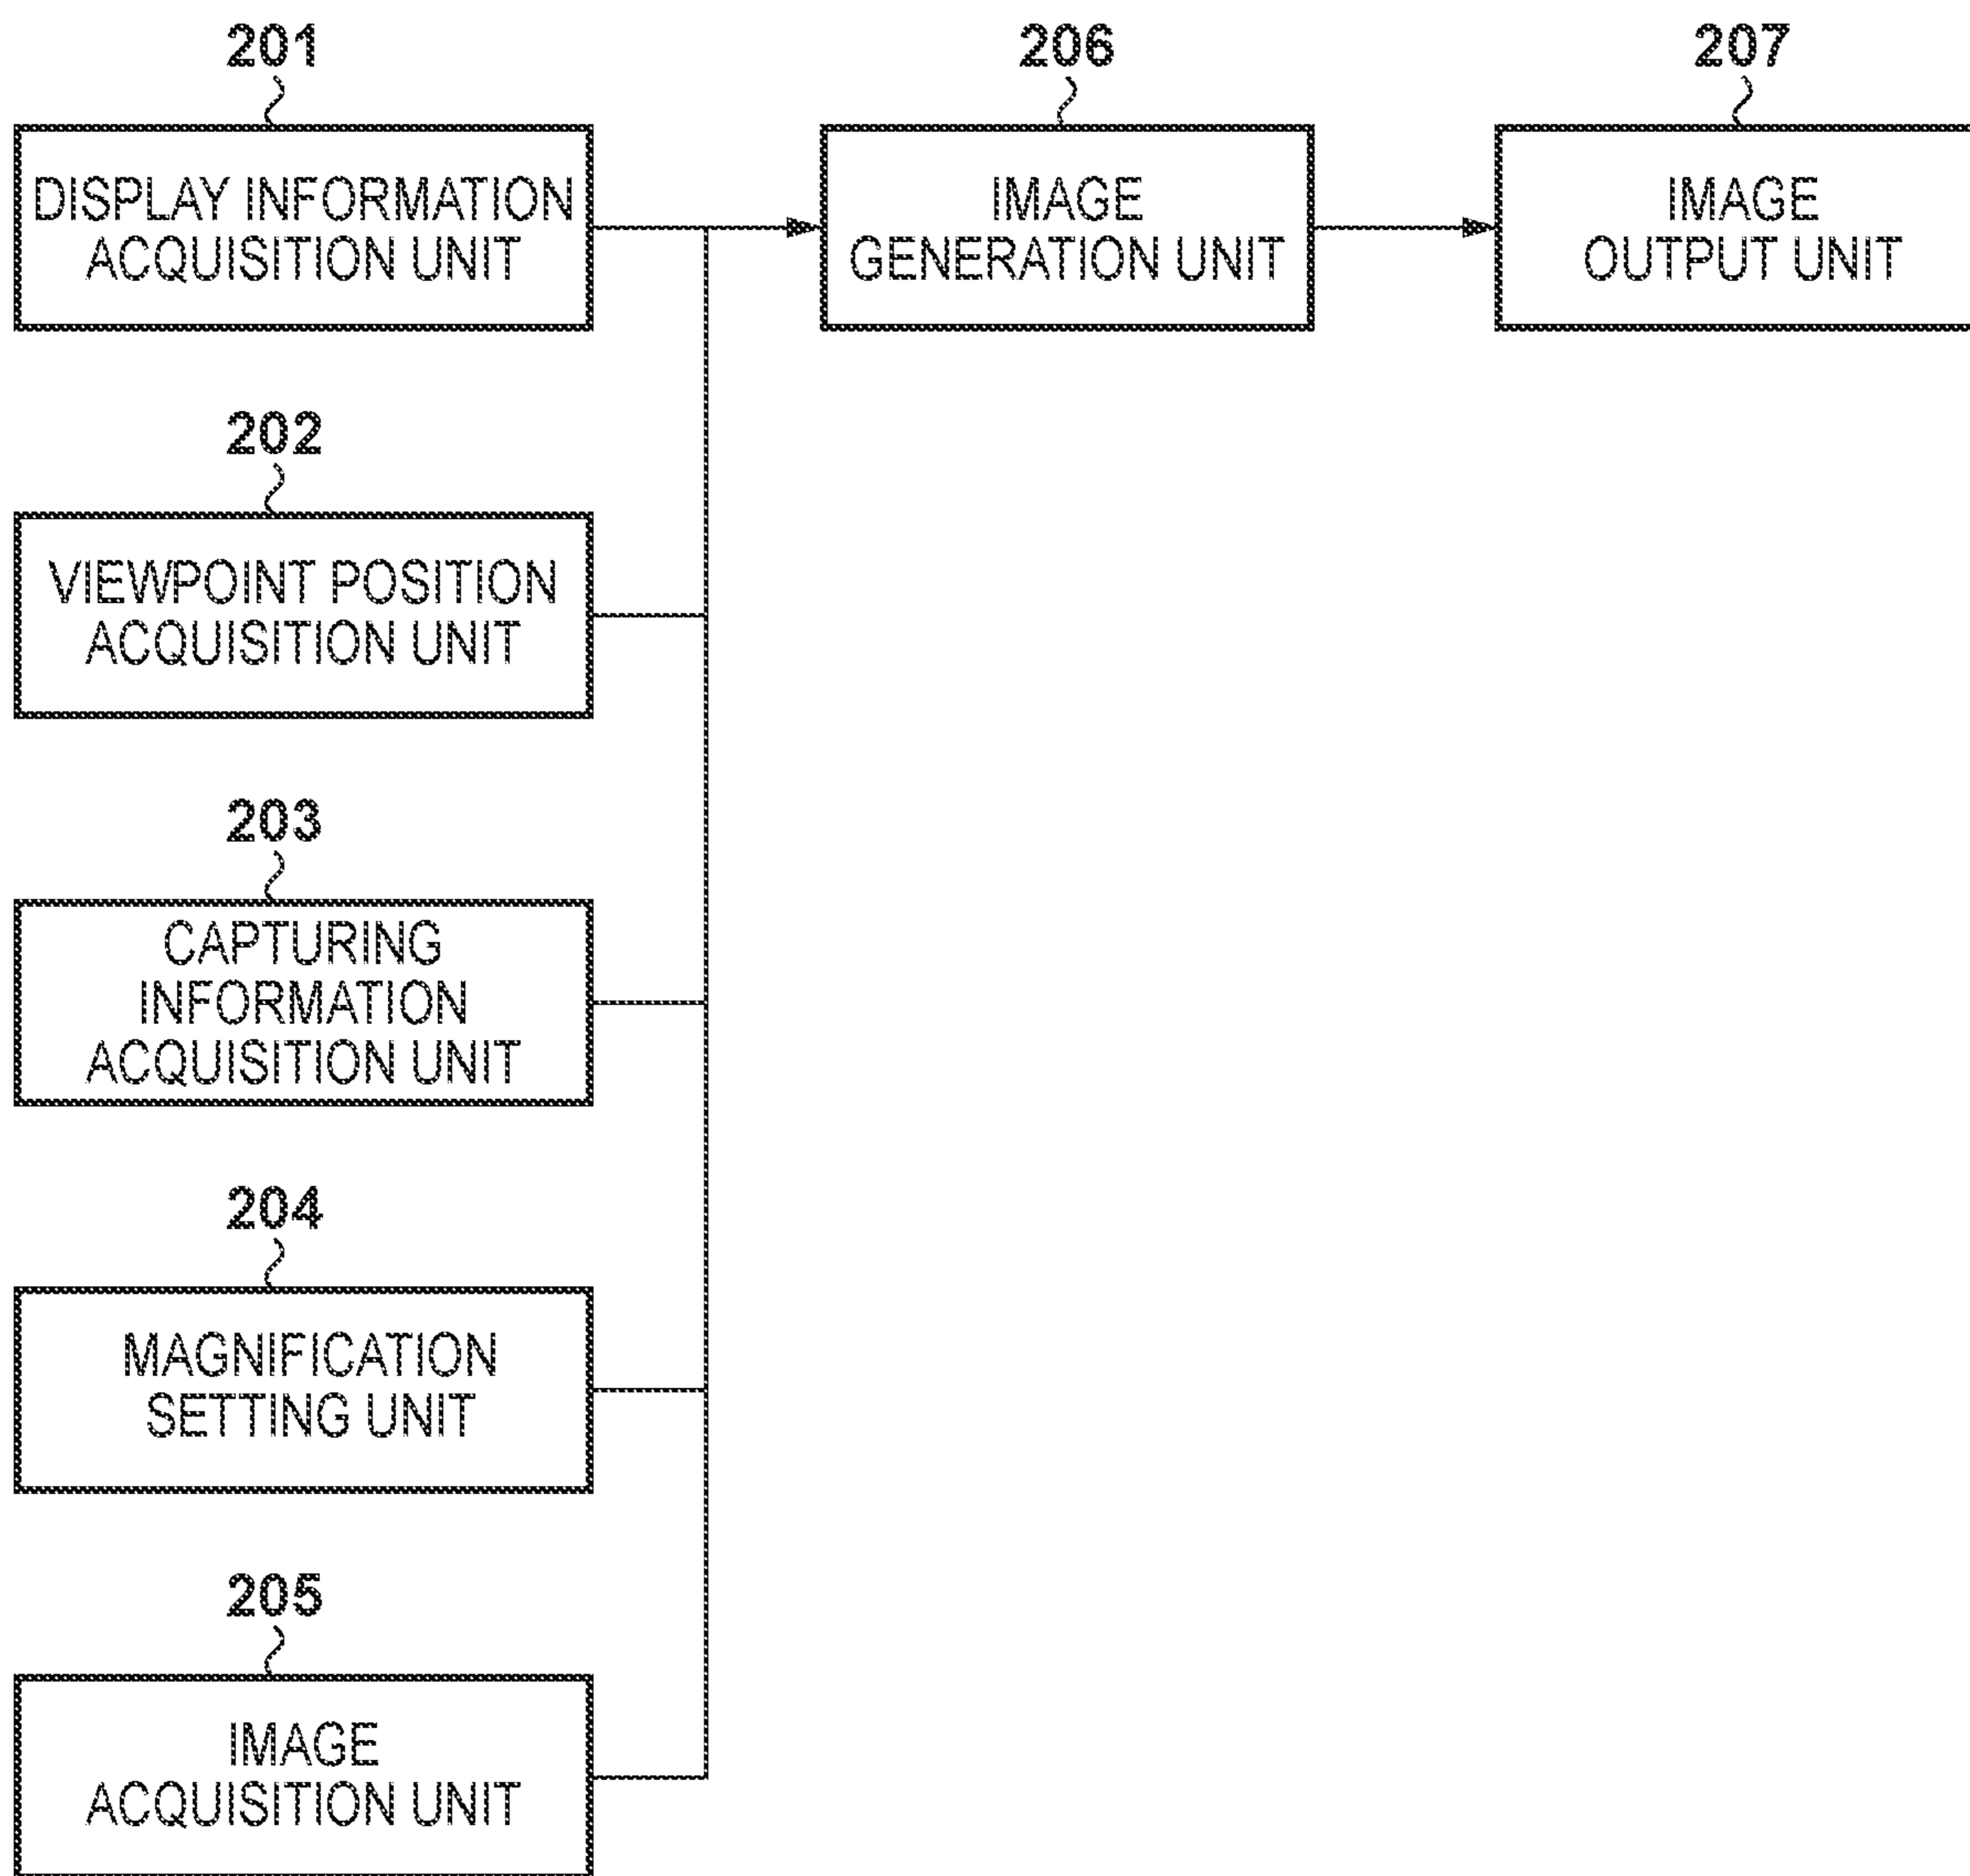 201
DISPLAY INFORMATION
ACQUISITION UNIT
206
IMAGE
GENERATION UNIT
207
IMAGE
OUTPUT UNIT
202
VIEWPOINT POSITION
ACQUISITION UNIT
203
CAPTURING
INFORMATION
ACQUISITION UNIT
204
MAGNIFICATION
SETTING UNIT
205
IMAGE
ACQUISITION UNIT